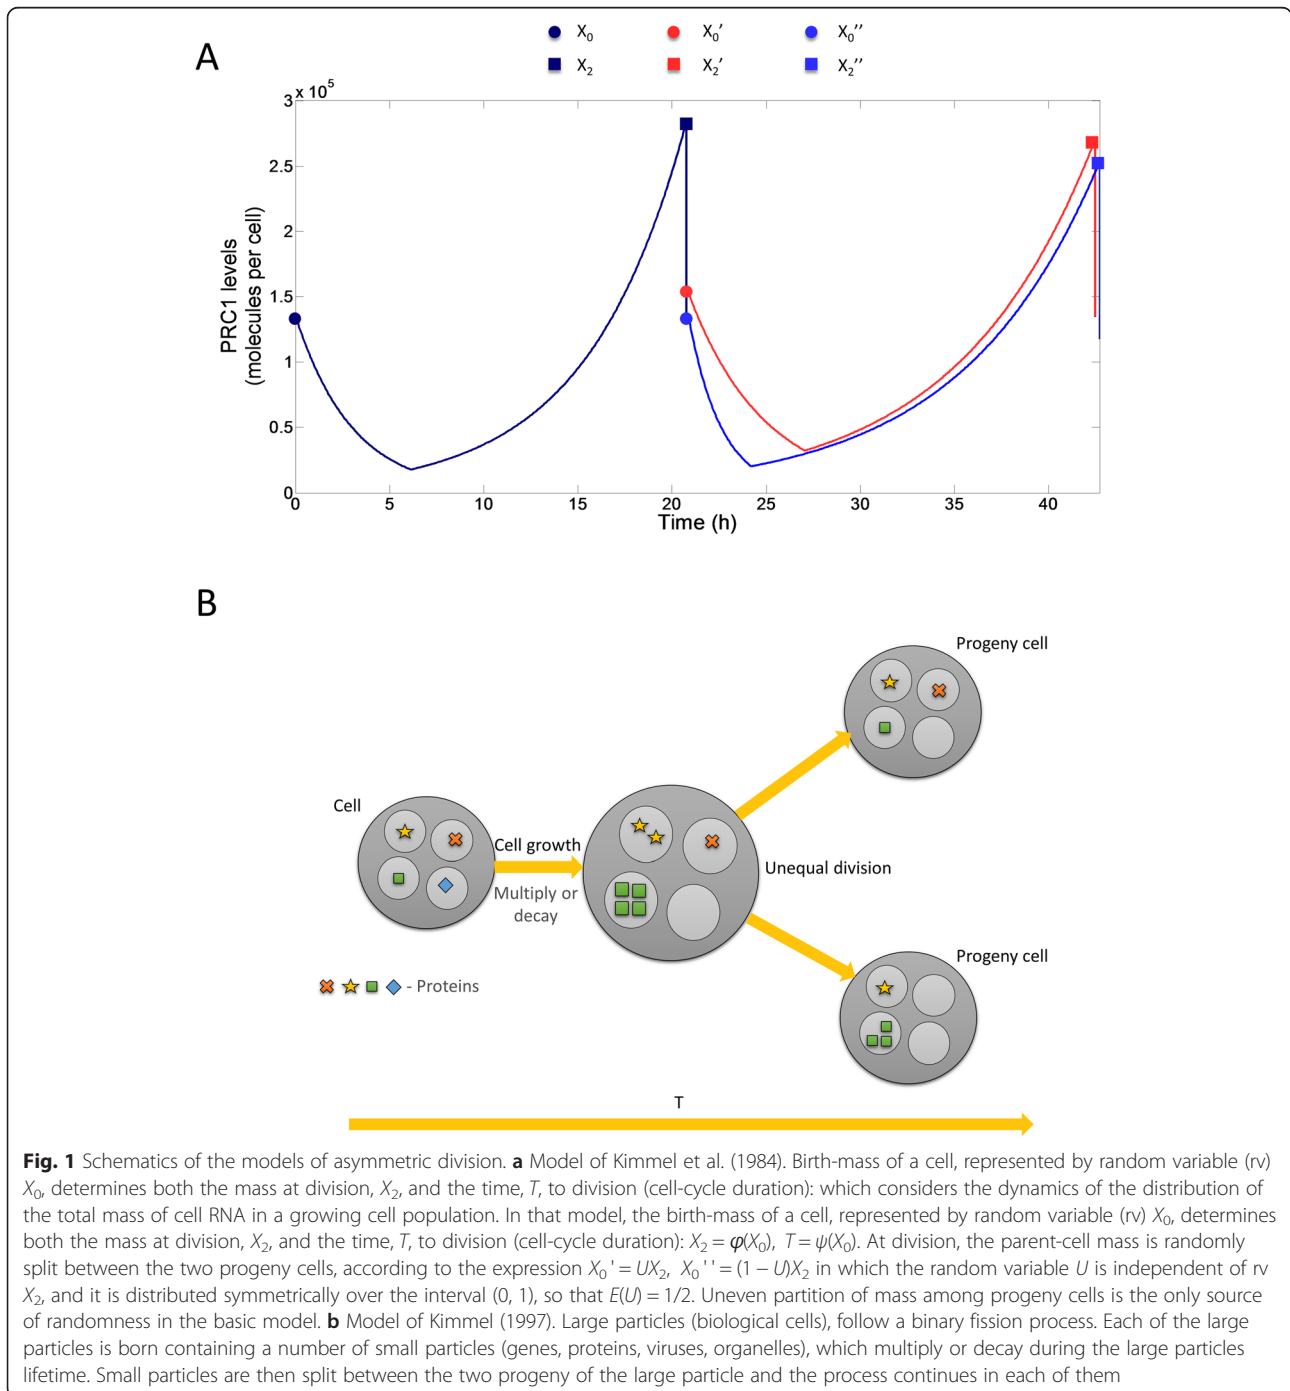 A
X0 X0' X0''
X2 X2' X2''
3 x 10^5
2.5
2
1.5
1
0.5
0
PRC1 levels
(molecules per cell)
0 5 10 15 20 25 30 35 40
Time (h)
B
Progeny cell
Cell
Cell growth
Multiply or
decay
Unequal division
Progeny cell
- Proteins
T
Fig. 1 Schematics of the models of asymmetric division. a Model of Kimmel et al. (1984). Birth-mass of a cell, represented by random variable (rv)
X0, determines both the mass at division, X2, and the time, T, to division (cell-cycle duration): which considers the dynamics of the distribution of
the total mass of cell RNA in a growing cell population. In that model, the birth-mass of a cell, represented by random variable (rv) X0, determines
both the mass at division, X2, and the time, T, to division (cell-cycle duration): X2 = φ(X0), T = ψ(X0). At division, the parent-cell mass is randomly
split between the two progeny cells, according to the expression X0 ' = UX2, X0 ' ' = (1 − U)X2 in which the random variable U is independent of rv
X2, and it is distributed symmetrically over the interval (0, 1), so that E(U) = 1/2. Uneven partition of mass among progeny cells is the only source
of randomness in the basic model. b Model of Kimmel (1997). Large particles (biological cells), follow a binary fission process. Each of the large
particles is born containing a number of small particles (genes, proteins, viruses, organelles), which multiply or decay during the large particles
lifetime. Small particles are then split between the two progeny of the large particle and the process continues in each of them